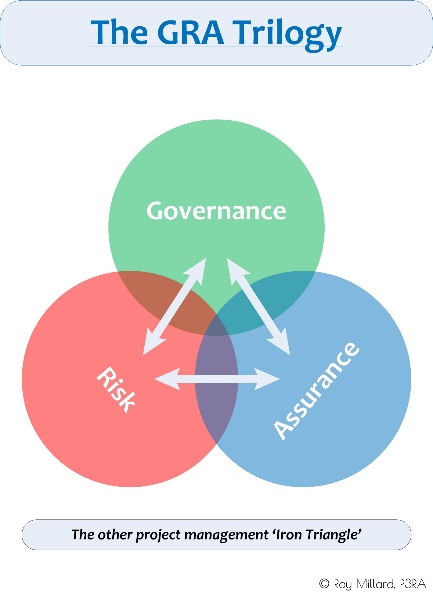 The GRA Trilogy
Governance
Risk
Assurance
The other project management ‘Iron Triangle’
© Roy Millard, P3RA